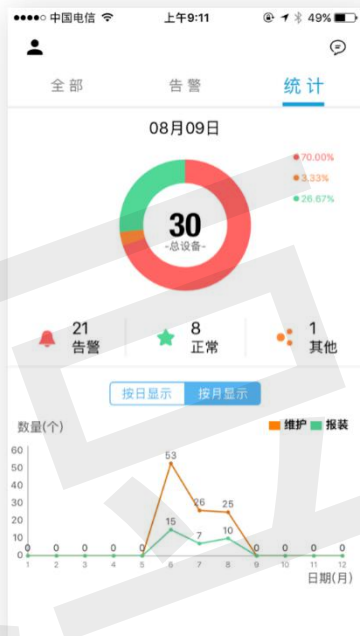 中国电信 上午9:11 49%
全部 告警 统计
08月09日
70.00%
3.33%
26.67%
30
-总设备-
21 8 1
告警 正常 其他
按日显示 按月显示
数量(个) 维护 报装
60
50
53
40
30
26 25
20
15
10
7 10
0 0 0 0 0 0 0 0 0 0
1 2 3 4 5 6 7 8 9 10 11 12
日期(月)